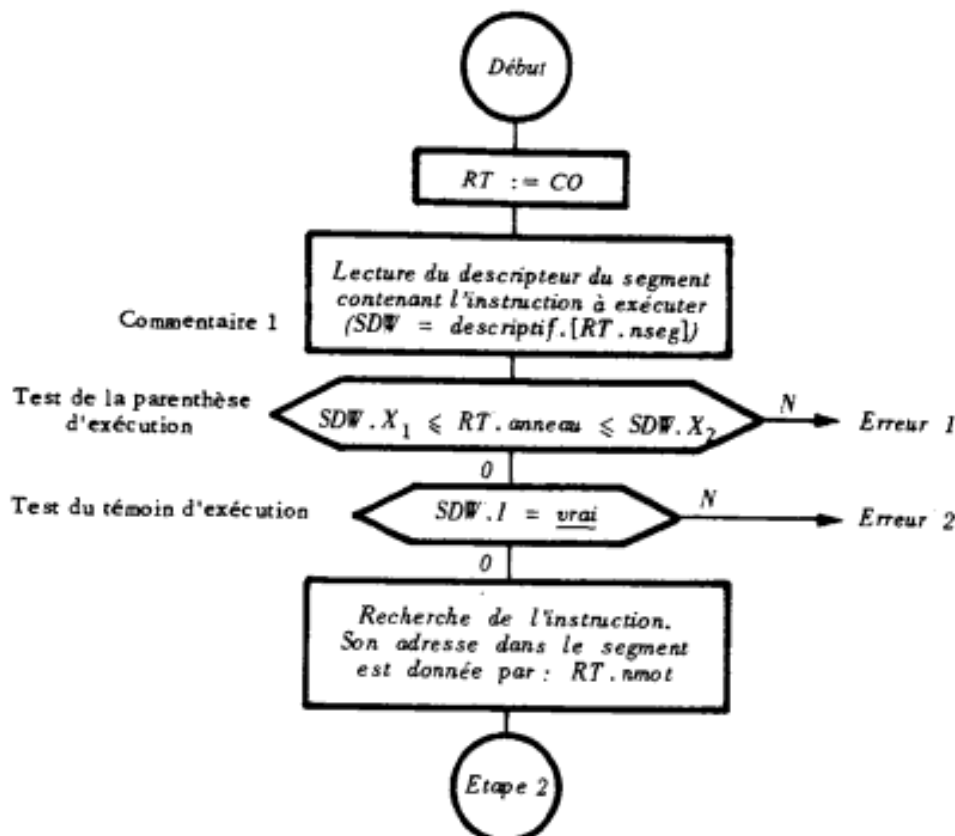 Début
RT := CO
Lecture du descripteur du segment
contenant l'instruction à exécuter
(SDW = descriptif.[RT.nseg])
Commentaire 1
Test de la parenthèse
d'exécution
SDW.X1 ⩽ RT.anneau ⩽ SDW.X2
N
Erreur 1
O
Test du témoin d'exécution
SDW.I = vrai
N
Erreur 2
O
Recherche de l'instruction.
Son adresse dans le segment
est donnée par : RT.nmot
Etape 2